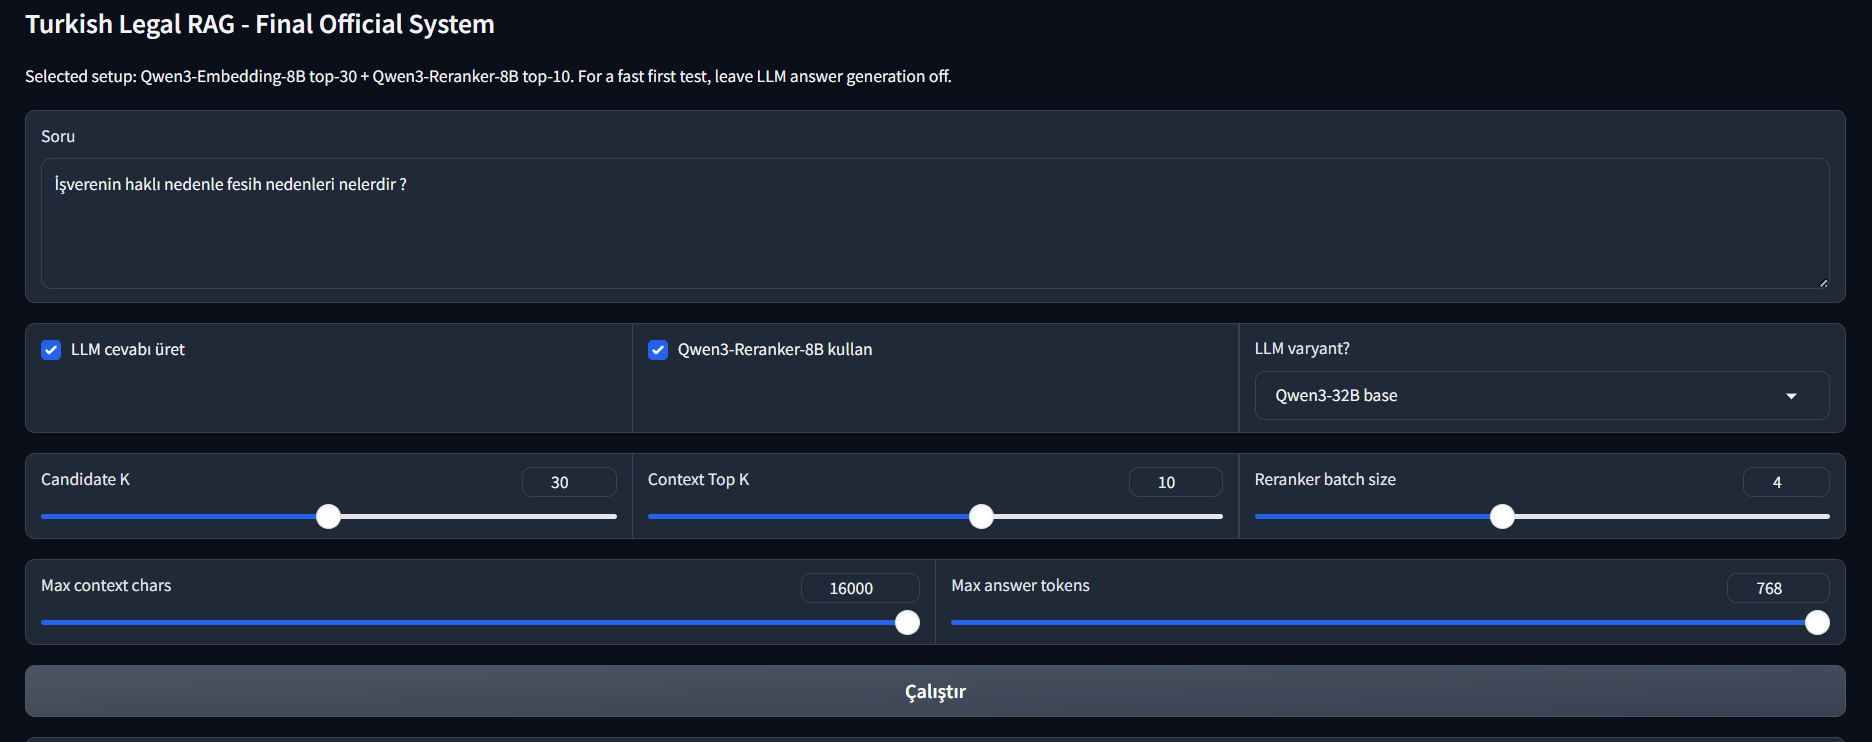 Turkish Legal RAG - Final Official System
Selected setup: Qwen3-Embedding-8B top-30 + Qwen3-Reranker-8B top-10. For a fast first test, leave LLM answer generation off.
Soru
İşverenin haklı nedenle fesih nedenleri nelerdir ?
LLM cevabı üret
Qwen3-Reranker-8B kullan
LLM varyant?
Qwen3-32B base
Candidate K
30
Context Top K
10
Reranker batch size
4
Max context chars
16000
Max answer tokens
768
Çalıştır